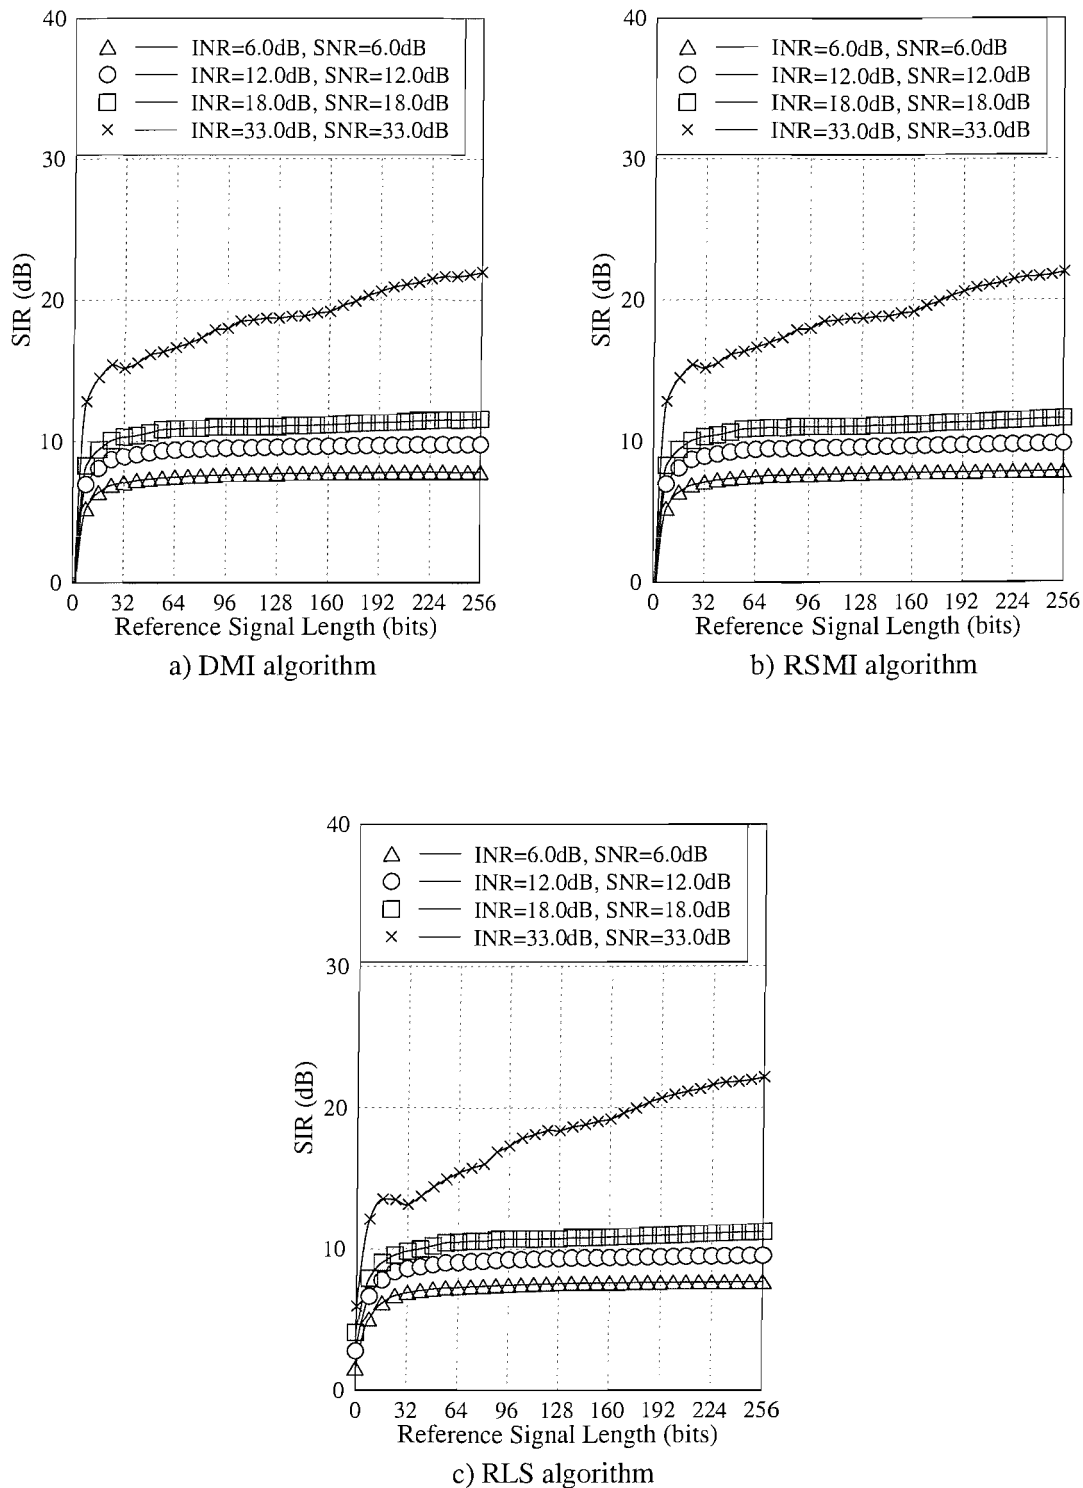 40
INR=6.0dB, SNR=6.0dB
INR=12.0dB, SNR=12.0dB
INR=18.0dB, SNR=18.0dB
INR=33.0dB, SNR=33.0dB
30
20
10
0
SIR (dB)
0 32 64 96 128 160 192 224 256
Reference Signal Length (bits)
a) DMI algorithm
40
INR=6.0dB, SNR=6.0dB
INR=12.0dB, SNR=12.0dB
INR=18.0dB, SNR=18.0dB
INR=33.0dB, SNR=33.0dB
30
20
10
0
SIR (dB)
0 32 64 96 128 160 192 224 256
Reference Signal Length (bits)
b) RSMI algorithm
40
INR=6.0dB, SNR=6.0dB
INR=12.0dB, SNR=12.0dB
INR=18.0dB, SNR=18.0dB
INR=33.0dB, SNR=33.0dB
30
20
10
0
SIR (dB)
0 32 64 96 128 160 192 224 256
Reference Signal Length (bits)
c) RLS algorithm